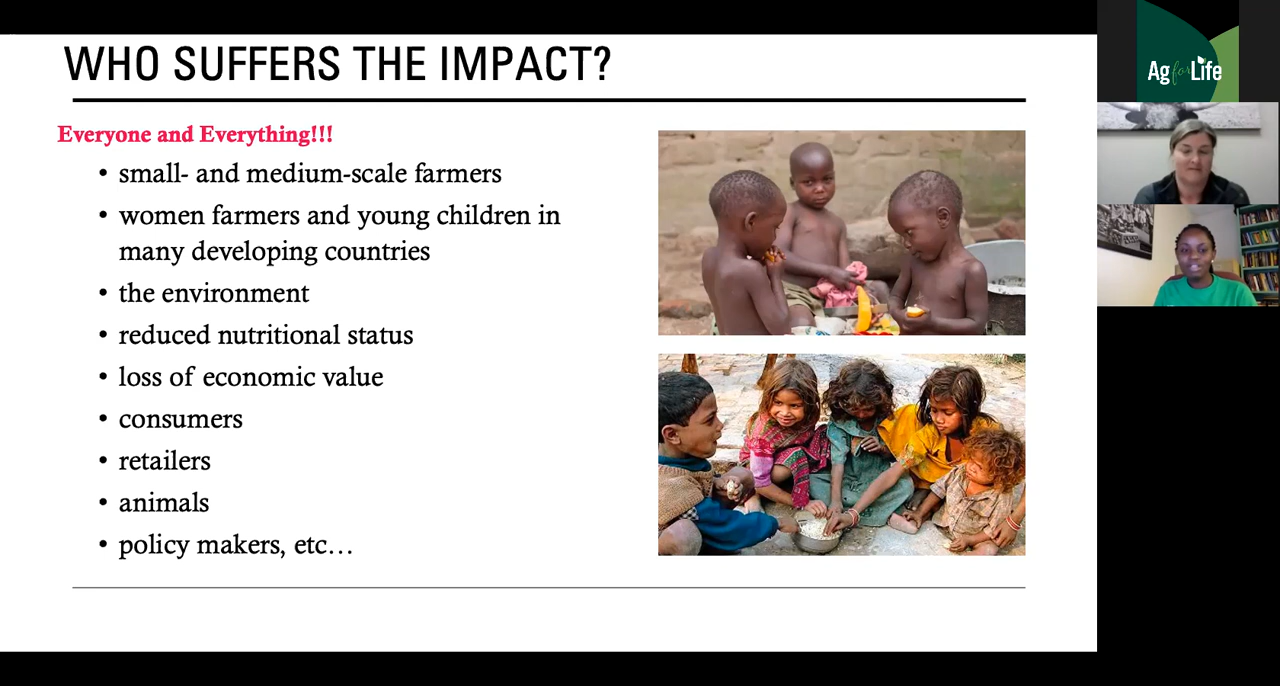 WHO SUFFERS THE IMPACT?
Everyone and Everything!!!
• small- and medium-scale farmers
• women farmers and young children in
many developing countries
• the environment
• reduced nutritional status
• loss of economic value
• consumers
• retailers
• animals
• policy makers, etc…
Ag for Life